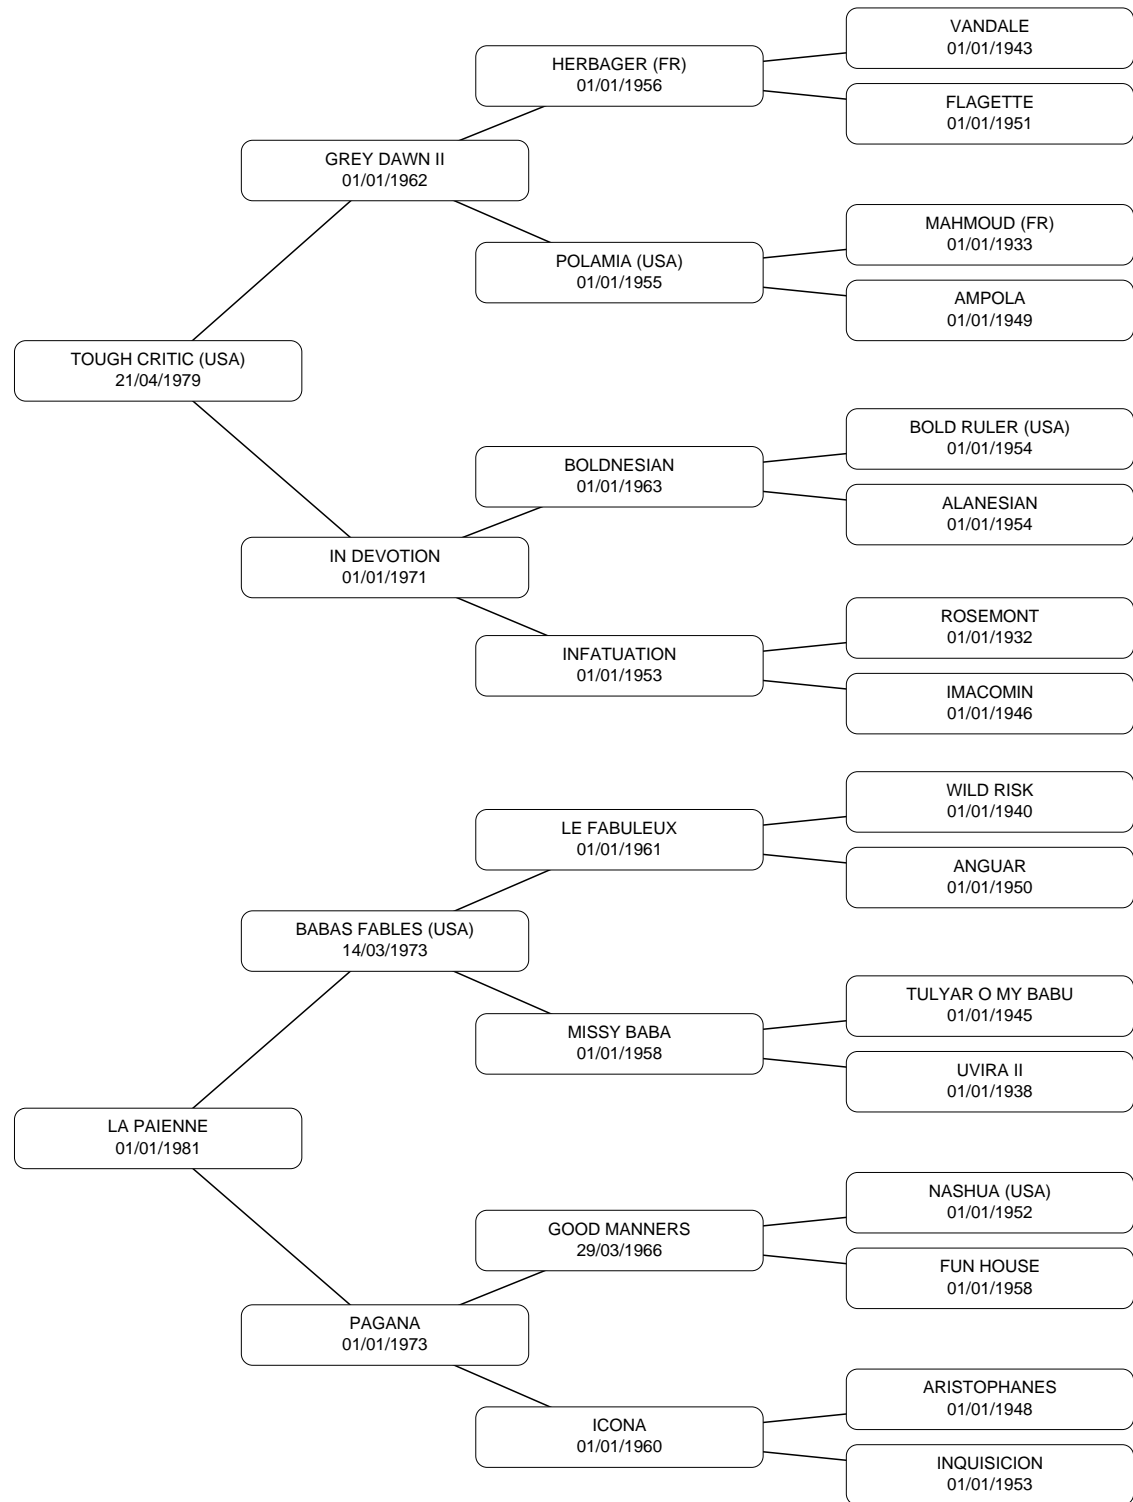 VANDALE
01/01/1943
HERBAGER (FR)
01/01/1956
FLAGETTE
01/01/1951
GREY DAWN II
01/01/1962
MAHMOUD (FR)
01/01/1933
POLAMIA (USA)
01/01/1955
AMPOLA
01/01/1949
TOUGH CRITIC (USA)
21/04/1979
BOLD RULER (USA)
01/01/1954
BOLDNESIAN
01/01/1963
ALANESIAN
01/01/1954
IN DEVOTION
01/01/1971
ROSEMONT
01/01/1932
INFATUATION
01/01/1953
IMACOMIN
01/01/1946
WILD RISK
01/01/1940
LE FABULEUX
01/01/1961
ANGUAR
01/01/1950
BABAS FABLES (USA)
14/03/1973
TULYAR O MY BABU
01/01/1945
MISSY BABA
01/01/1958
UVIRA II
01/01/1938
LA PAIENNE
01/01/1981
NASHUA (USA)
01/01/1952
GOOD MANNERS
29/03/1966
FUN HOUSE
01/01/1958
PAGANA
01/01/1973
ARISTOPHANES
01/01/1948
ICONA
01/01/1960
INQUISICION
01/01/1953